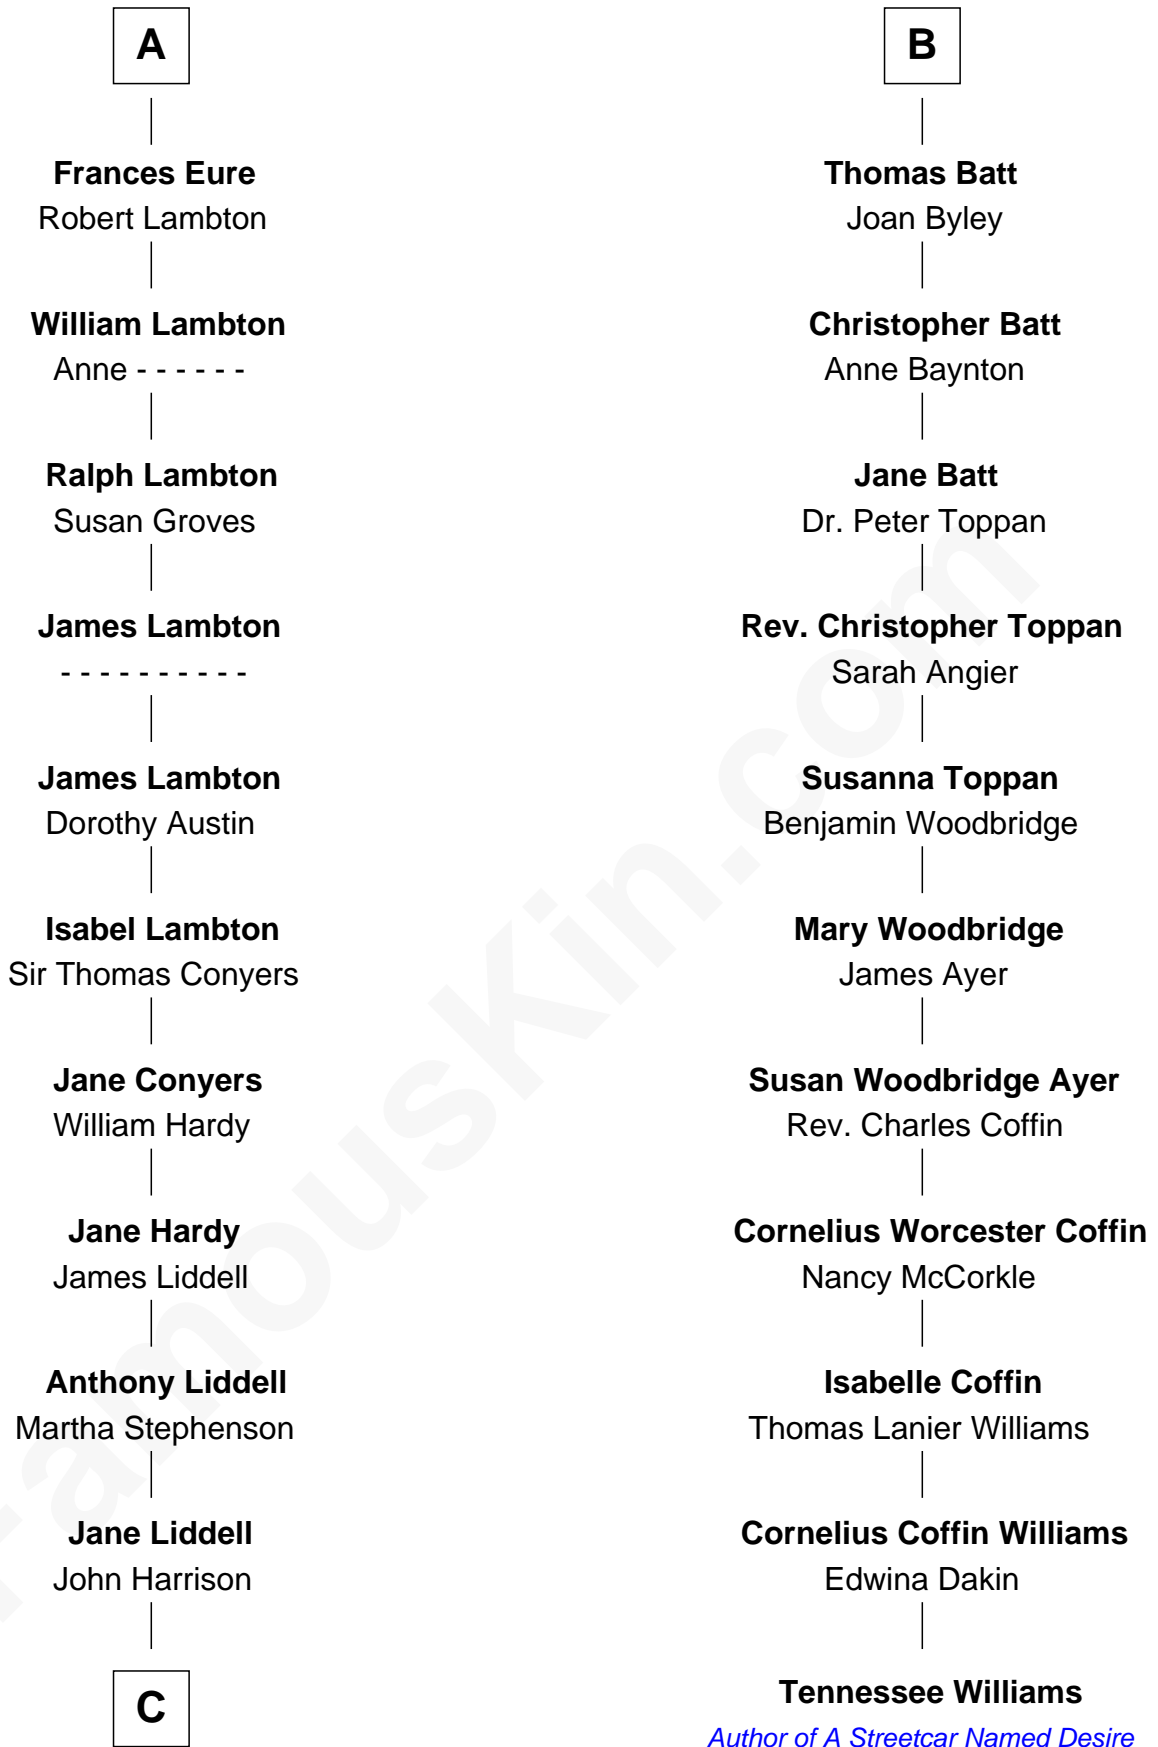 A
Frances Eure
Robert Lambton
William Lambton
Anne - - - - - -
Ralph Lambton
Susan Groves
James Lambton
- - - - - - - - - -
James Lambton
Dorothy Austin
Isabel Lambton
Sir Thomas Conyers
Jane Conyers
William Hardy
Jane Hardy
James Liddell
Anthony Liddell
Martha Stephenson
Jane Liddell
John Harrison
C
B
Thomas Batt
Joan Byley
Christopher Batt
Anne Baynton
Jane Batt
Dr. Peter Toppan
Rev. Christopher Toppan
Sarah Angier
Susanna Toppan
Benjamin Woodbridge
Mary Woodbridge
James Ayer
Susan Woodbridge Ayer
Rev. Charles Coffin
Cornelius Worcester Coffin
Nancy McCorkle
Isabelle Coffin
Thomas Lanier Williams
Cornelius Coffin Williams
Edwina Dakin
Tennessee Williams
Author of A Streetcar Named Desire
FamousKin.com